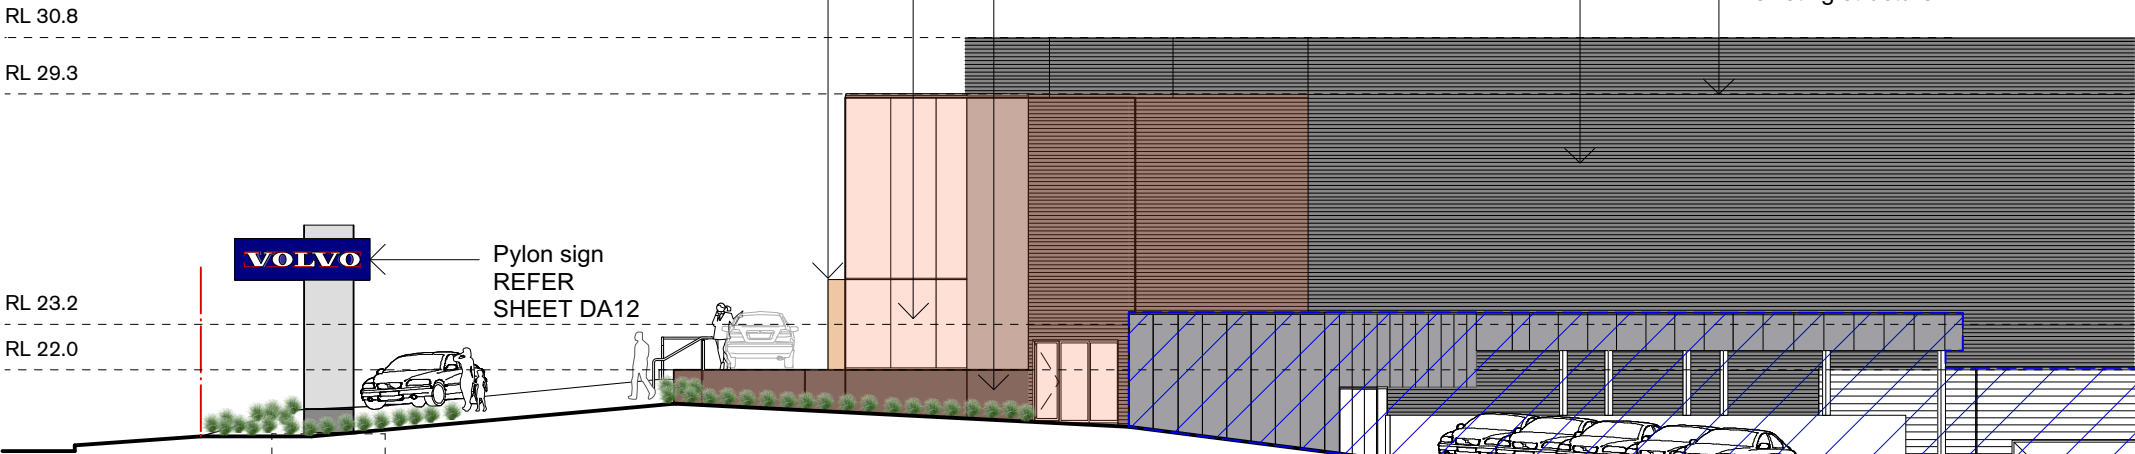 RL 30.8
RL 29.3
VOLVO
Pylon sign
REFER
SHEET DA12
RL 23.2
RL 22.0